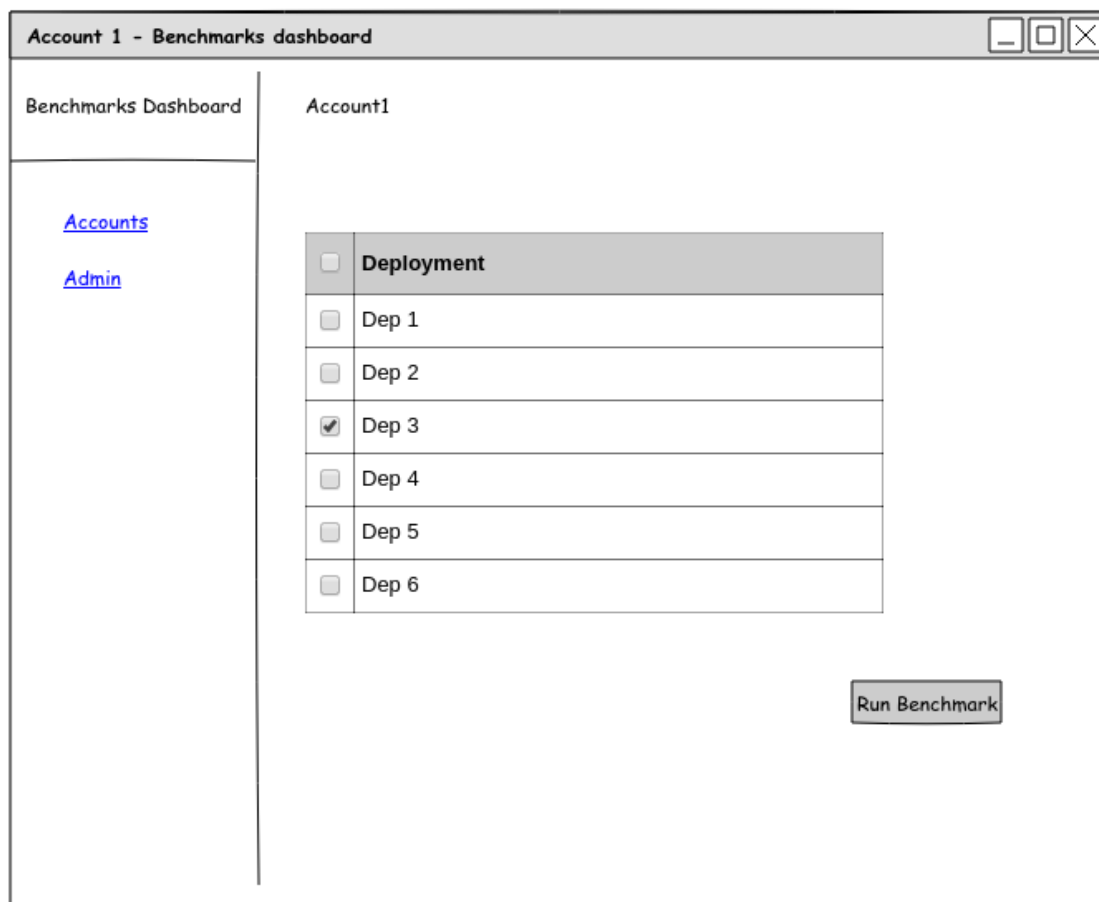 Account 1 - Benchmarks dashboard
Benchmarks Dashboard
Accounts
Admin
Account1
Deployment
Dep 1
Dep 2
Dep 3
Dep 4
Dep 5
Dep 6
Run Benchmark